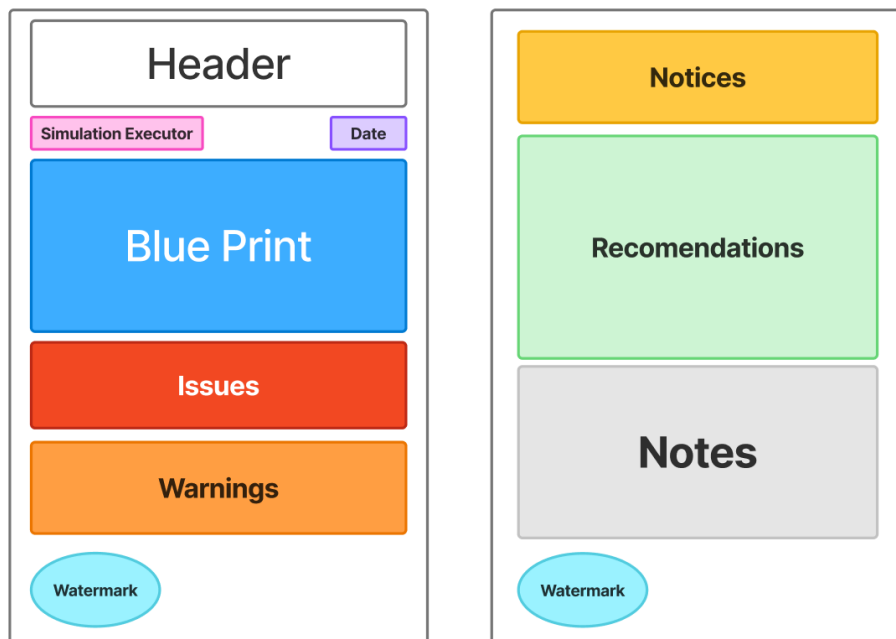 Header
Simulation Executor
Date
Blue Print
Issues
Warnings
Watermark
Notices
Recomendations
Notes
Watermark